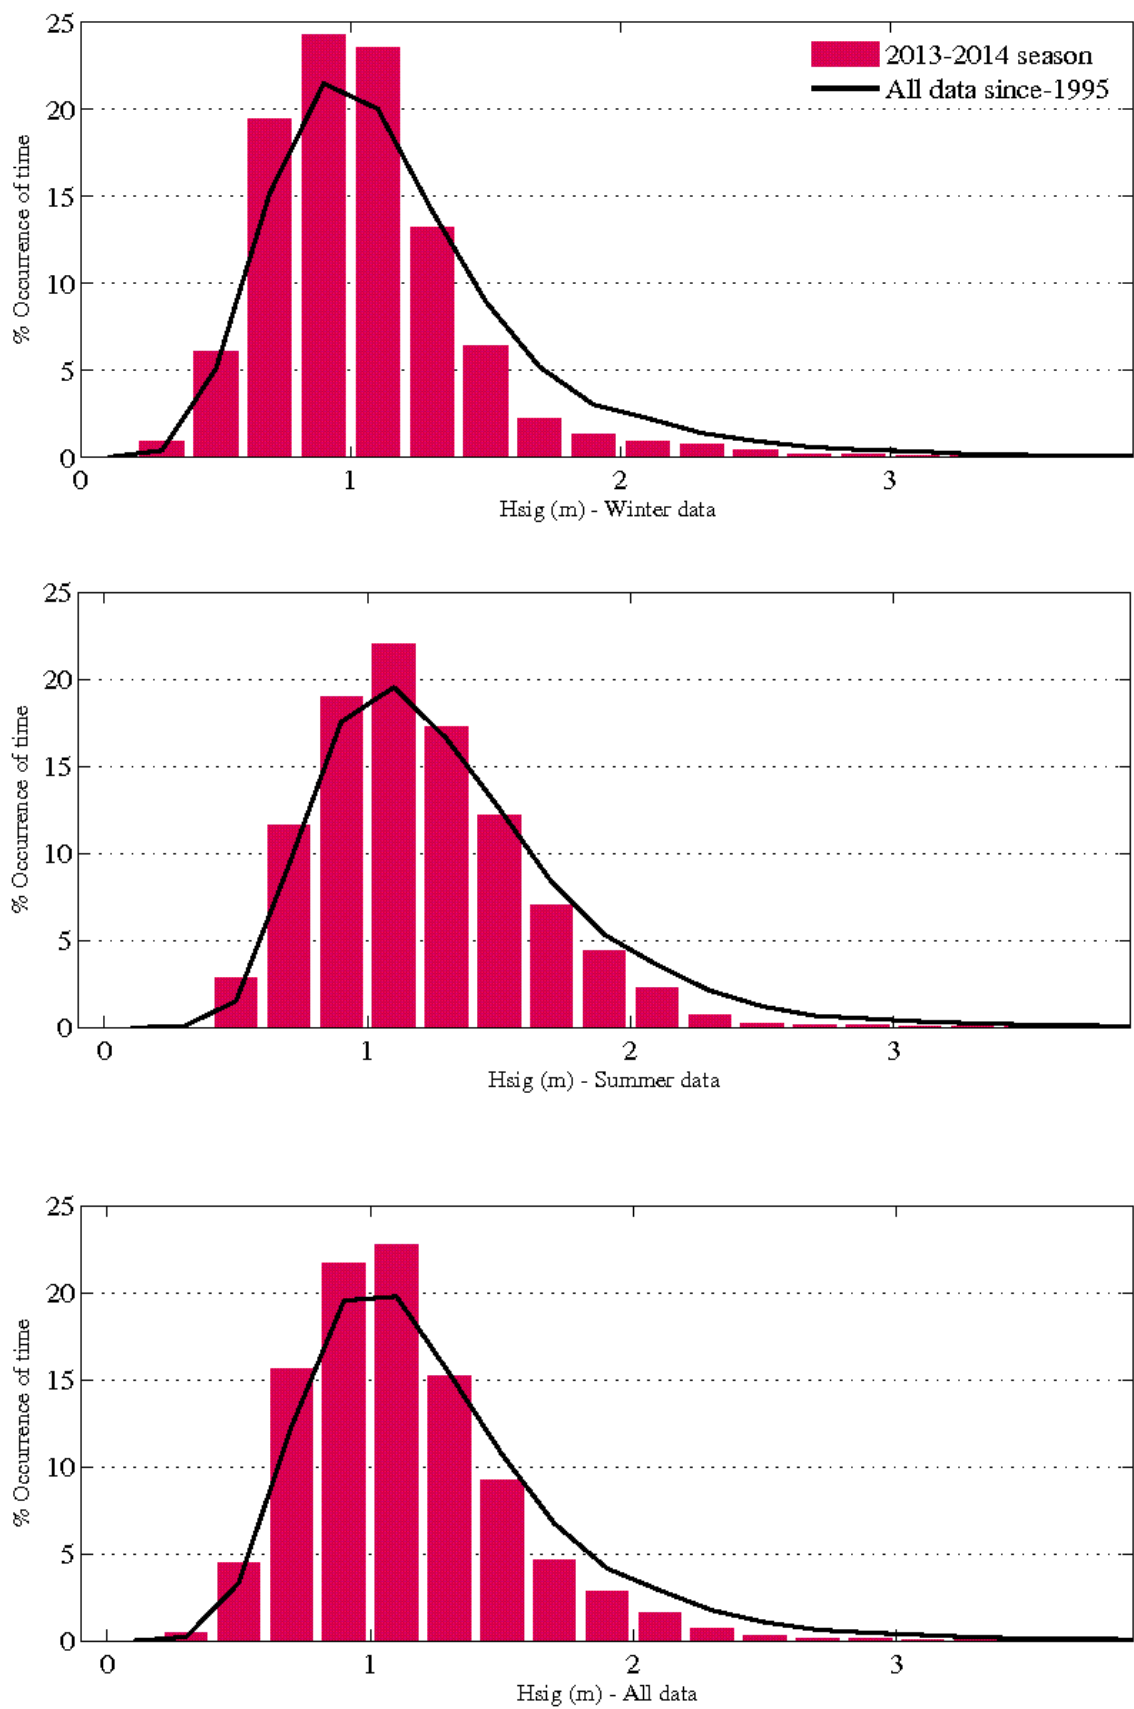 25
2013-2014 season
All data since-1995
20
15
10
5
0
% Occurrence of time
0 1 2 3
Hsig (m) - Winter data
25
20
15
10
5
0
% Occurrence of time
0 1 2 3
Hsig (m) - Summer data
25
20
15
10
5
0
% Occurrence of time
0 1 2 3
Hsig (m) - All data